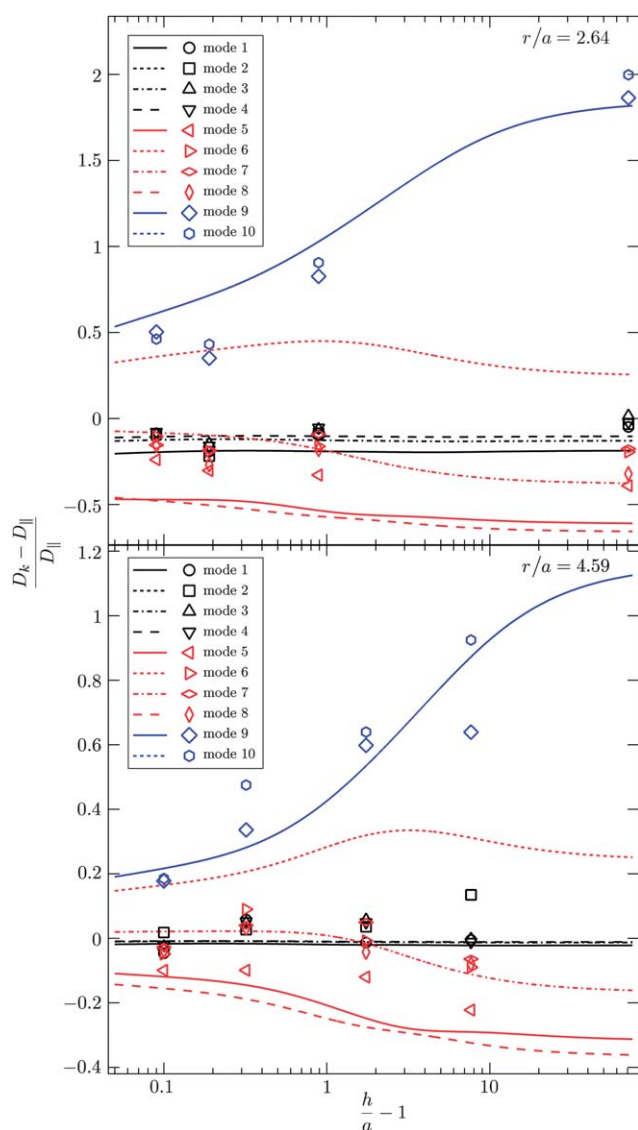 r/a = 2.64
mode 1
mode 2
mode 3
mode 4
mode 5
mode 6
mode 7
mode 8
mode 9
mode 10
2
1.5
1
0.5
0
−0.5
D_k − D_∥
D_∥
r/a = 4.59
mode 1
mode 2
mode 3
mode 4
mode 5
mode 6
mode 7
mode 8
mode 9
mode 10
1.2
1
0.8
0.6
0.4
0.2
0
−0.2
−0.4
0.1 1 10
h/a − 1